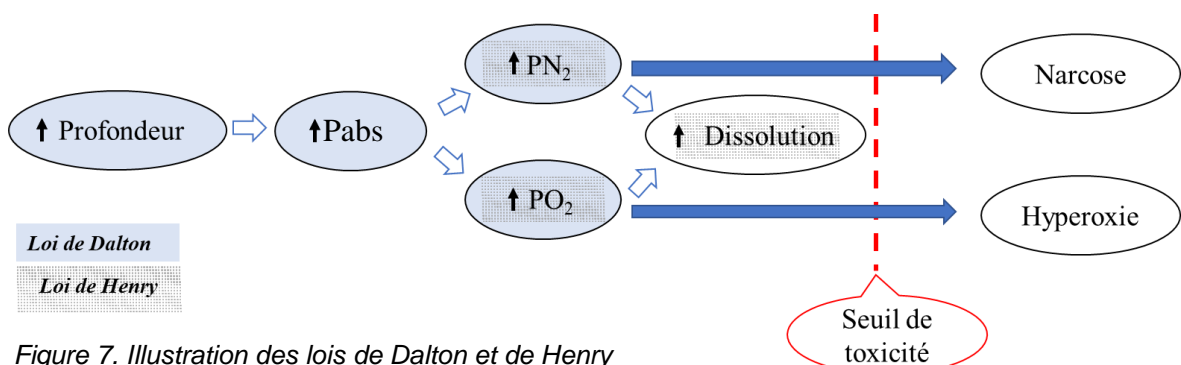 ↑ Profondeur
↑Pabs
↑ PN₂
↑ PO₂
↑ Dissolution
Narcose
Hyperoxie
Seuil de
toxicité
Loi de Dalton
Loi de Henry
Figure 7. Illustration des lois de Dalton et de Henry